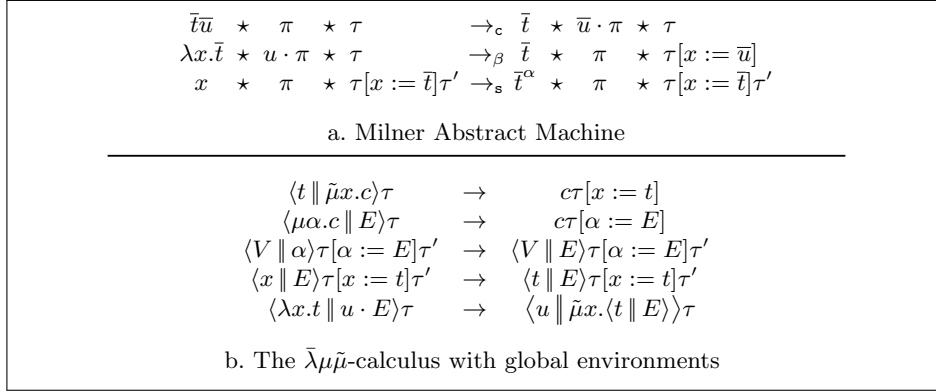 t̄ū ⋆ π ⋆ τ →c t̄ ⋆ ū · π ⋆ τ
λx.t̄ ⋆ u · π ⋆ τ →β t̄ ⋆ π ⋆ τ[x := ū]
x ⋆ π ⋆ τ[x := t̄]τ′ →s t̄^α ⋆ π ⋆ τ[x := t̄]τ′
a. Milner Abstract Machine
⟨t ∥ μ̃x.c⟩τ → cτ[x := t]
⟨μα.c ∥ E⟩τ → cτ[α := E]
⟨V ∥ α⟩τ[α := E]τ′ → ⟨V ∥ E⟩τ[α := E]τ′
⟨x ∥ E⟩τ[x := t]τ′ → ⟨t ∥ E⟩τ[x := t]τ′
⟨λx.t ∥ u · E⟩τ → ⟨u ∥ μ̃x.⟨t ∥ E⟩⟩τ
b. The λ̄μμ̃-calculus with global environments